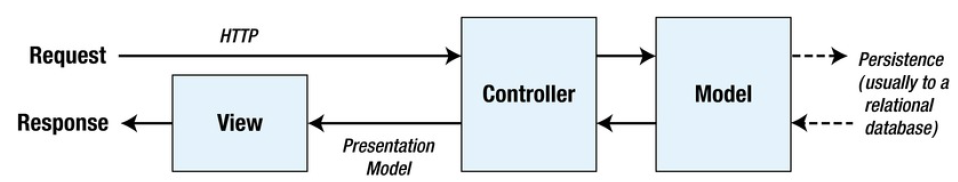 HTTP
Request
Controller
Model
Persistence
(usually to a
relational
database)
Response
View
Presentation
Model